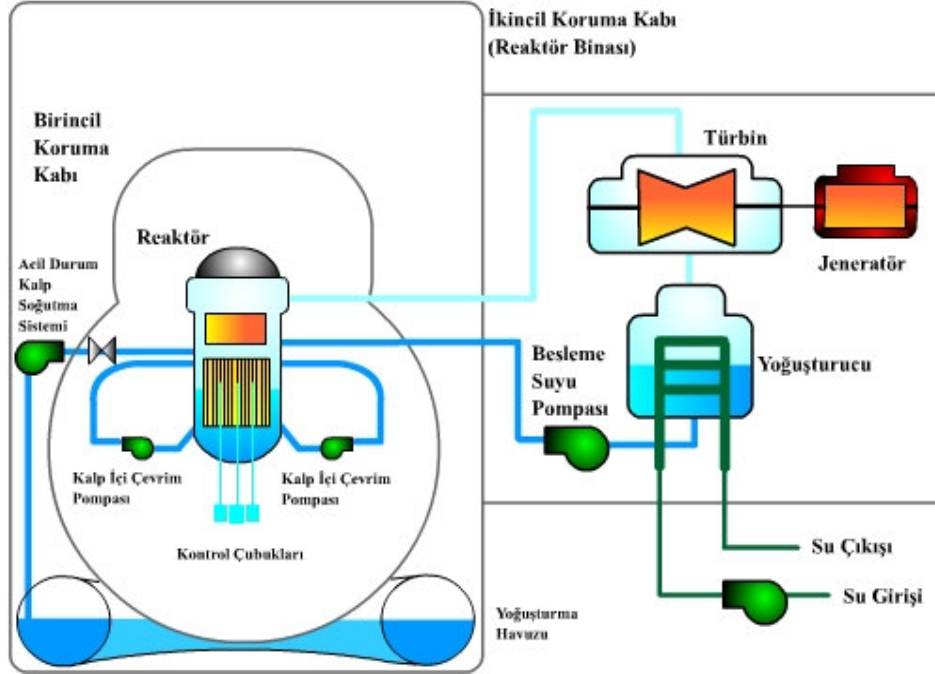 İkincil Koruma Kabı
(Reaktör Binası)
Birincil
Koruma
Kabı
Türbin
Reaktör
Acil Durum
Kalp
Soğutma
Sistemi
Jeneratör
Besleme
Suyu
Pompası
Yoğuşturucu
Kalp İçi Çevrim
Pompası
Kalp İçi Çevrim
Pompası
Kontrol Çubukları
Su Çıkışı
Su Girişi
Yoğuşturma
Havuzu